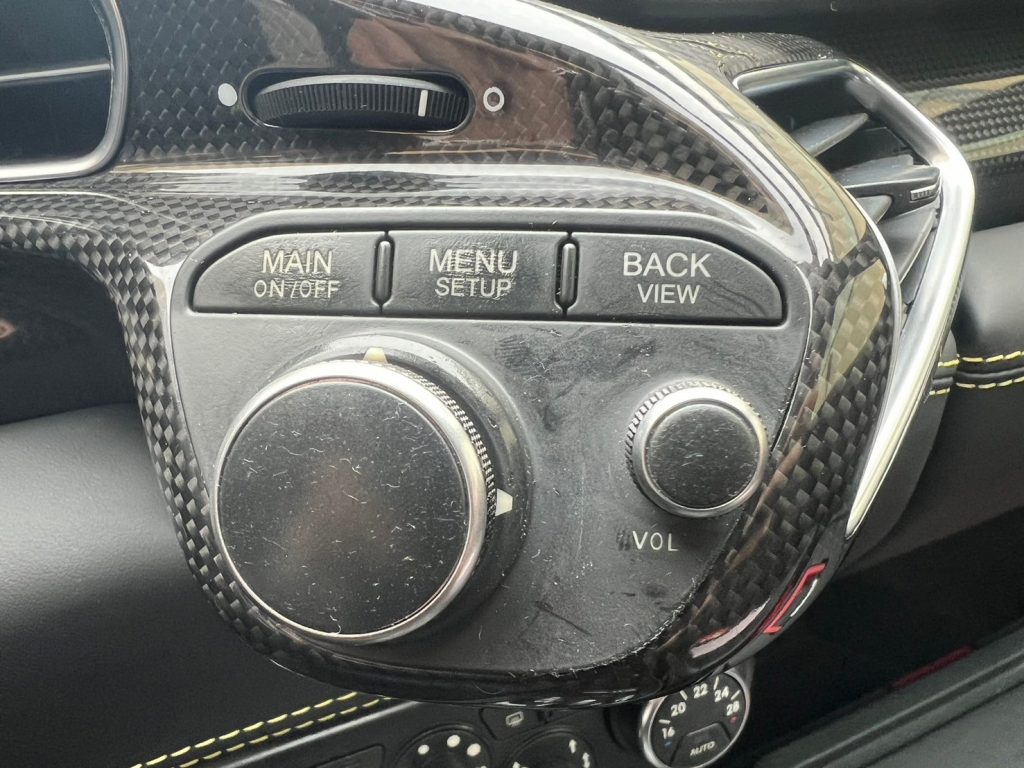 MAIN
ON/OFF
MENU
SETUP
BACK
VIEW
VOL
16 20 22 24 28
AUTO